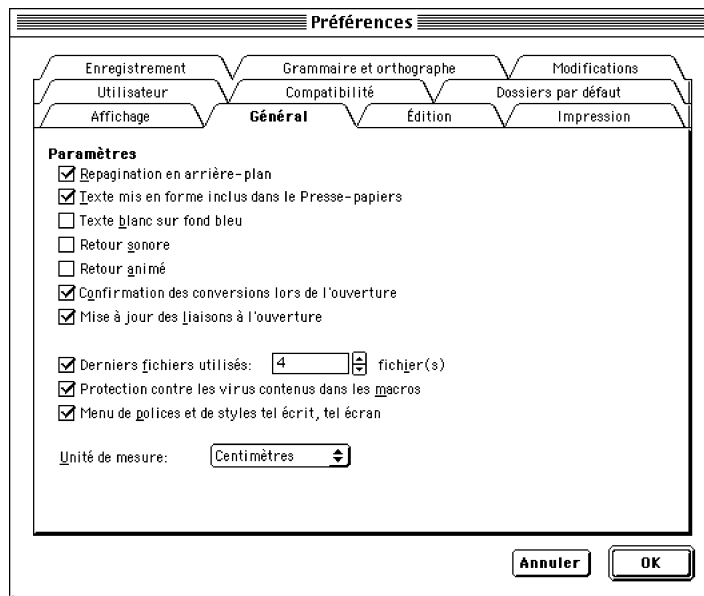 Préférences
Enregistrement Grammaire et orthographe Modifications
Utilisateur Compatibilité Dossiers par défaut
Affichage Général Édition Impression
Paramètres
Repagination en arrière-plan
Texte mis en forme inclus dans le Presse-papiers
Texte blanc sur fond bleu
Retour sonore
Retour animé
Confirmation des conversions lors de l'ouverture
Mise à jour des liaisons à l'ouverture
Derniers fichiers utilisés: 4 fichier(s)
Protection contre les virus contenus dans les macros
Menu de polices et de styles tel écrit, tel écran
Unité de mesure: Centimètres
Annuler OK